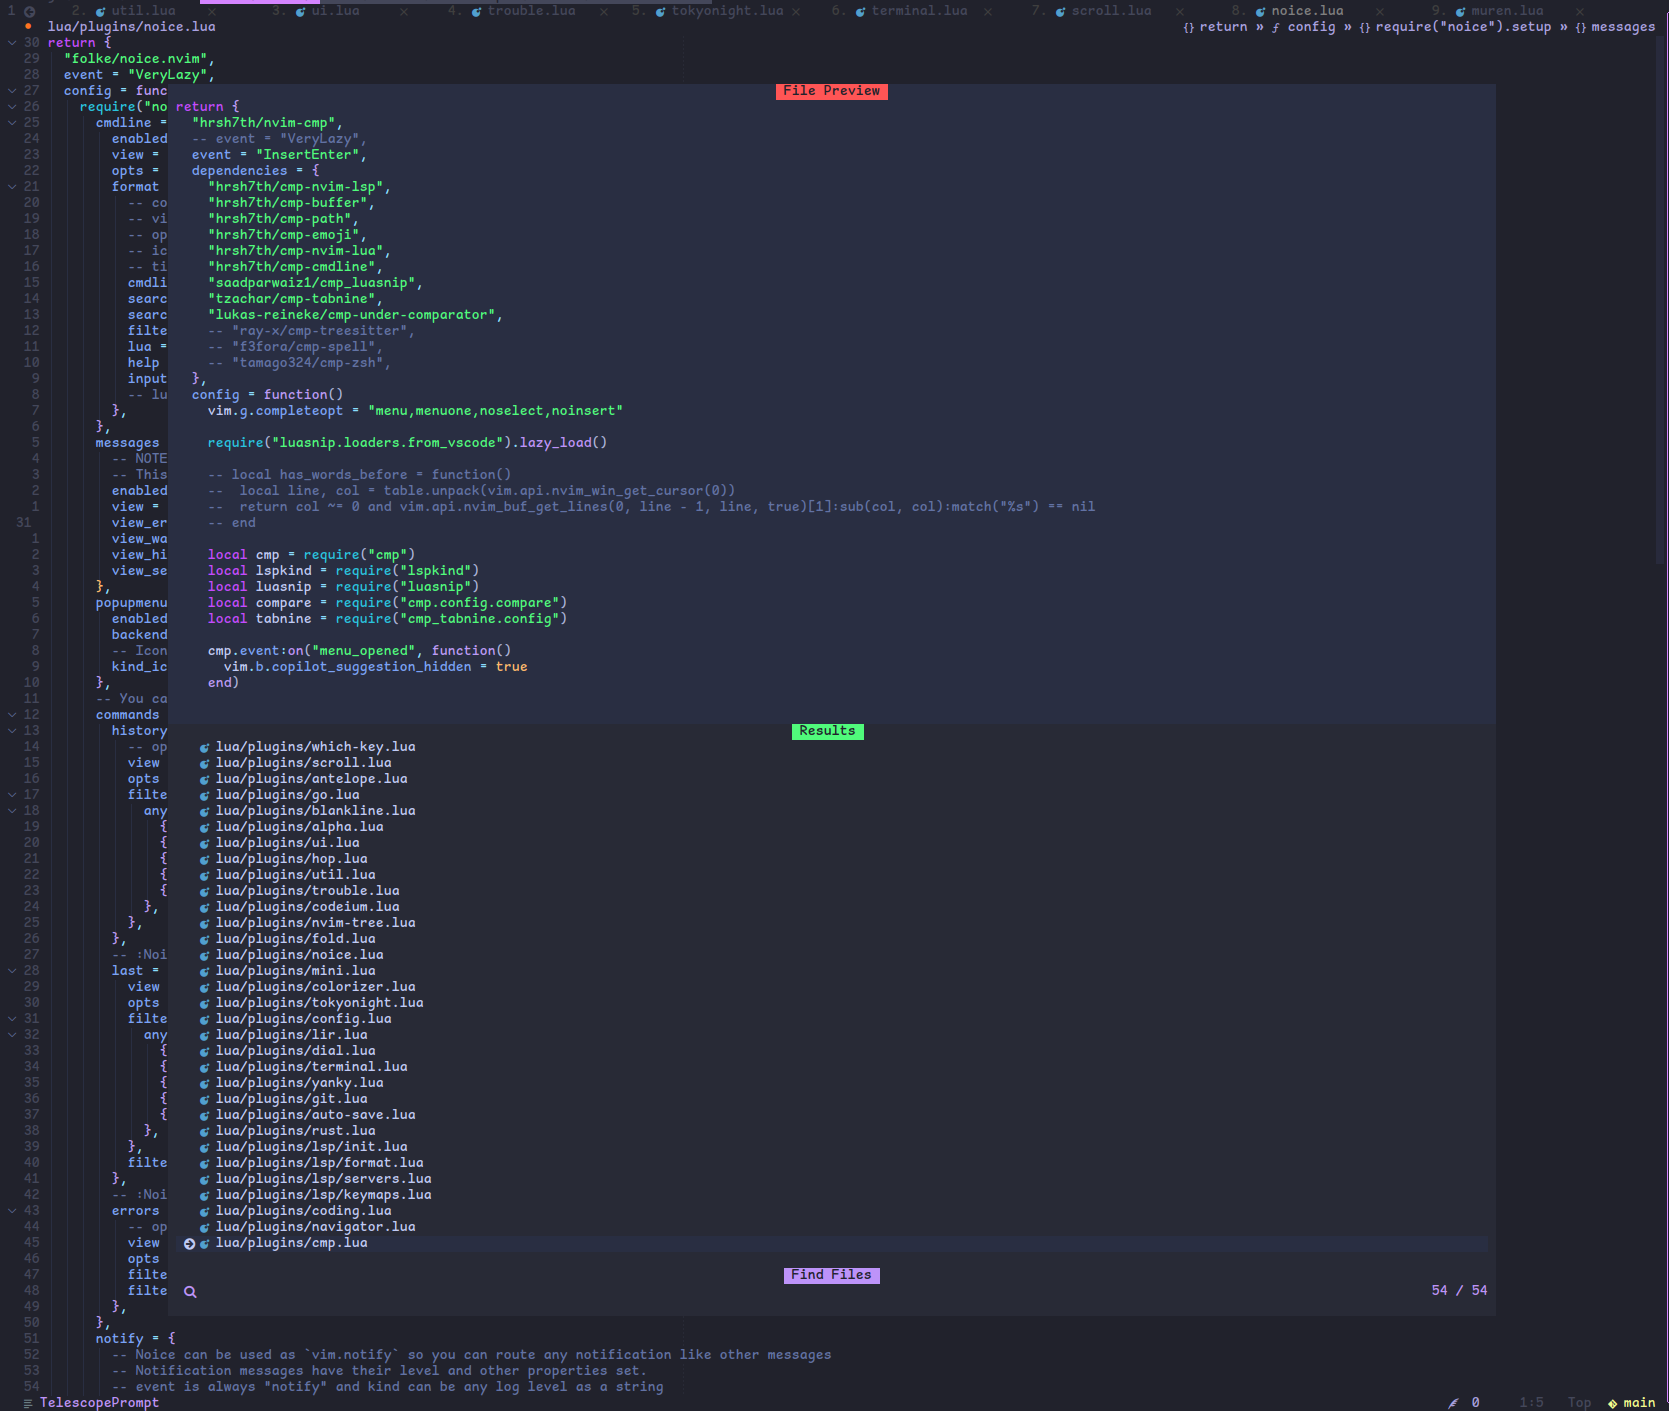 1 2. util.lua × 3. ui.lua × 4. trouble.lua × 5. tokyonight.lua × 6. terminal.lua × 7. scroll.lua × 8. noice.lua × 9. muren.lua ×
lua/plugins/noice.lua {} return » ƒ config » {} require("noice").setup » {} messages
30 return {
29 "folke/noice.nvim",
28 event = "VeryLazy",
27 config = func
File Preview
26 require("no return {
25 cmdline = "hrsh7th/nvim-cmp",
24 enabled -- event = "VeryLazy",
23 view = event = "InsertEnter",
22 opts = dependencies = {
21 format "hrsh7th/cmp-nvim-lsp",
20 -- co "hrsh7th/cmp-buffer",
19 -- vi "hrsh7th/cmp-path",
18 -- op "hrsh7th/cmp-emoji",
17 -- ic "hrsh7th/cmp-nvim-lua",
16 -- ti "hrsh7th/cmp-cmdline",
15 cmdli "saadparwaiz1/cmp_luasnip",
14 searc "tzachar/cmp-tabnine",
13 searc "lukas-reineke/cmp-under-comparator",
12 filte -- "ray-x/cmp-treesitter",
11 lua = -- "f3fora/cmp-spell",
10 help -- "tamago324/cmp-zsh",
9 input },
8 -- lu config = function()
7 }, vim.g.completeopt = "menu,menuone,noselect,noinsert"
6 },
5 messages require("luasnip.loaders.from_vscode").lazy_load()
4 -- NOTE
3 -- This -- local has_words_before = function()
2 enabled --  local line, col = table.unpack(vim.api.nvim_win_get_cursor(0))
1 view = --  return col ~= 0 and vim.api.nvim_buf_get_lines(0, line - 1, line, true)[1]:sub(col, col):match("%s") == nil
31 view_er -- end
1 view_wa
2 view_hi local cmp = require("cmp")
3 view_se local lspkind = require("lspkind")
4 }, local luasnip = require("luasnip")
5 popupmenu local compare = require("cmp.config.compare")
6 enabled local tabnine = require("cmp_tabnine.config")
7 backend
8 -- Icon cmp.event:on("menu_opened", function()
9 kind_ic vim.b.copilot_suggestion_hidden = true
10 }, end)
11 -- You ca
12 commands
13 history
Results
14 -- op lua/plugins/which-key.lua
15 view lua/plugins/scroll.lua
16 opts lua/plugins/antelope.lua
17 filte lua/plugins/go.lua
18 any lua/plugins/blankline.lua
19 { lua/plugins/alpha.lua
20 { lua/plugins/ui.lua
21 { lua/plugins/hop.lua
22 { lua/plugins/util.lua
23 { lua/plugins/trouble.lua
24 }, lua/plugins/codeium.lua
25 }, lua/plugins/nvim-tree.lua
26 }, lua/plugins/fold.lua
27 -- :Noi lua/plugins/noice.lua
28 last = lua/plugins/mini.lua
29 view lua/plugins/colorizer.lua
30 opts lua/plugins/tokyonight.lua
31 filte lua/plugins/config.lua
32 any lua/plugins/lir.lua
33 { lua/plugins/dial.lua
34 { lua/plugins/terminal.lua
35 { lua/plugins/yanky.lua
36 { lua/plugins/git.lua
37 { lua/plugins/auto-save.lua
38 }, lua/plugins/rust.lua
39 }, lua/plugins/lsp/init.lua
40 filte lua/plugins/lsp/format.lua
41 }, lua/plugins/lsp/servers.lua
42 -- :Noi lua/plugins/lsp/keymaps.lua
43 errors lua/plugins/coding.lua
44 -- op lua/plugins/navigator.lua
45 view lua/plugins/cmp.lua
46 opts
47 filte
Find Files
48 filte 54 / 54
49 },
50 },
51 notify = {
52 -- Noice can be used as `vim.notify` so you can route any notification like other messages
53 -- Notification messages have their level and other properties set.
54 -- event is always "notify" and kind can be any log level as a string
TelescopePrompt 0 1:5 Top main